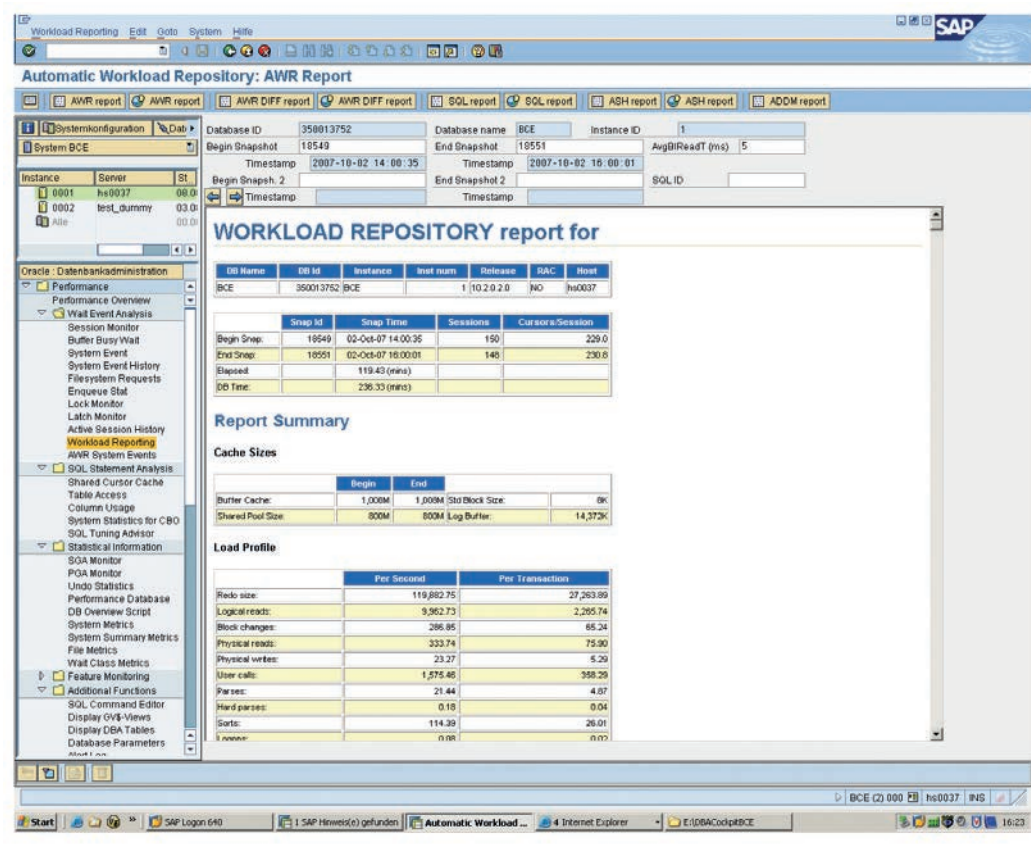 Workload Reporting Edit Goto System Hilfe
SAP
Automatic Workload Repository: AWR Report
AWR report AWR report AWR DIFF report AWR DIFF report SQL report SQL report ASH report ASH report ADDM report
Systemkonfiguration Dab
System BCE
Database ID 350013752 Database name BCE Instance ID 1
Begin Snapshot 18549 End Snapshot 18551 AvgBlReadT (ms) 5
Timestamp 2007-10-02 14:00:35 Timestamp 2007-10-02 16:00:01
Begin Snapsh. 2 End Snapshot 2 SQL ID
Timestamp Timestamp
Instance Server St
0001 hs0037 08.0
0002 test_dummy 03.0
Alle 00.0
Oracle : Datenbankadministration
Performance
Performance Overview
Wait Event Analysis
Session Monitor
Buffer Busy Wait
System Event
System Event History
Filesystem Requests
Enqueue Stat
Lock Monitor
Latch Monitor
Active Session History
Workload Reporting
AWR System Events
SQL Statement Analysis
Shared Cursor Cache
Table Access
Column Usage
System Statistics for CBO
SQL Tuning Advisor
Statistical Information
SGA Monitor
PGA Monitor
Undo Statistics
Performance Database
DB Overview Script
System Metrics
System Summary Metrics
File Metrics
Wait Class Metrics
Feature Monitoring
Additional Functions
SQL Command Editor
Display GV$-Views
Display DBA Tables
Database Parameters
Alert Log
WORKLOAD REPOSITORY report for
DB Name DB Id Instance Inst num Release RAC Host
BCE 350013752 BCE 1 10.2.0.2.0 NO hs0037
Snap Id Snap Time Sessions Cursors/Session
Begin Snap: 18549 02-Oct-07 14:00:35 150 229.0
End Snap: 18551 02-Oct-07 16:00:01 148 230.8
Elapsed: 119.43 (mins)
DB Time: 236.33 (mins)
Report Summary
Cache Sizes
Begin End
Buffer Cache: 1,008M 1,008M Std Block Size: 8K
Shared Pool Size: 800M 800M Log Buffer: 14,372K
Load Profile
Per Second Per Transaction
Redo size: 119,882.75 27,263.89
Logical reads: 9,962.73 2,265.74
Block changes: 286.85 65.24
Physical reads: 333.74 75.90
Physical writes: 23.27 5.29
User calls: 1,575.46 358.29
Parses: 21.44 4.87
Hard parses: 0.18 0.04
Sorts: 114.39 26.01
Logons: 0.08 0.02
BCE (2) 000 hs0037 INS
Start SAP Logon 640 1 SAP Hinweis(e) gefunden Automatic Workload ... 4 Internet Explorer E:\DBACockpitBCE 16:23